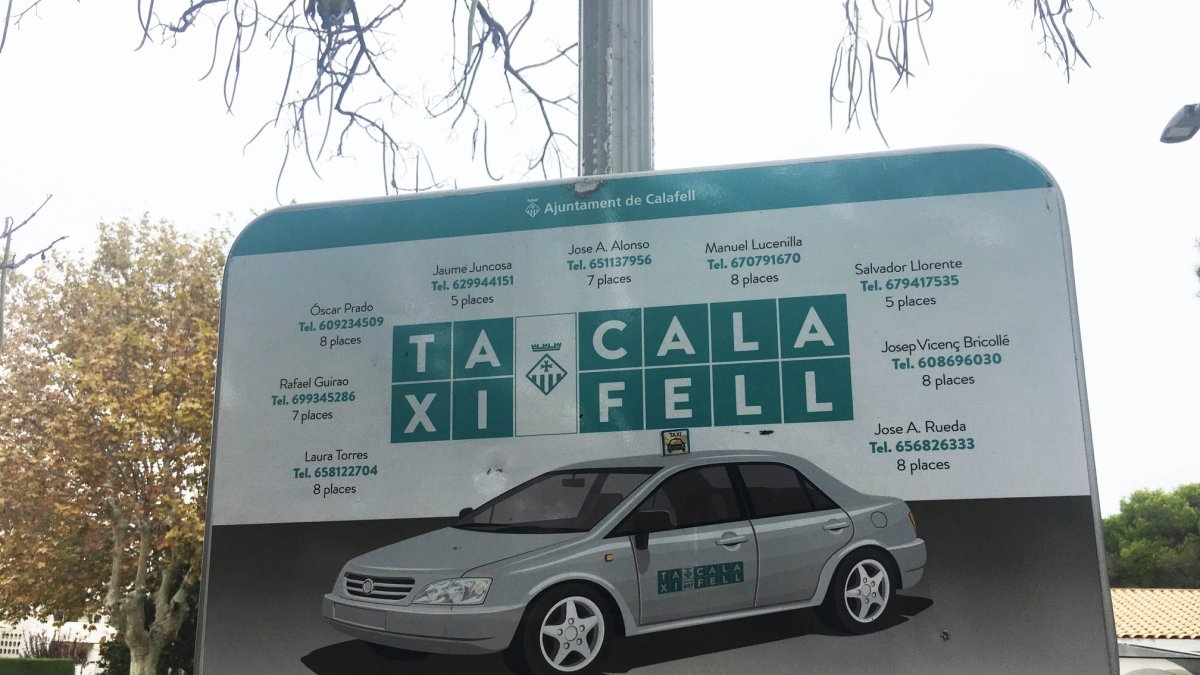 Ajuntament de Calafell
Jose A. Alonso
Tel. 651137956
7 places
Manuel Lucenilla
Tel. 670791670
8 places
Jaume Juncosa
Tel. 629944151
5 places
Salvador Llorente
Tel. 679417535
5 places
Óscar Prado
Tel. 609234509
8 places
Josep Vicenç Bricollé
Tel. 608696030
8 places
Rafael Guirao
Tel. 699345286
7 places
Jose A. Rueda
Tel. 656826333
8 places
Laura Torres
Tel. 658122704
8 places
TA CALA
XI FELL
TAXI
TA CALA
XI FELL